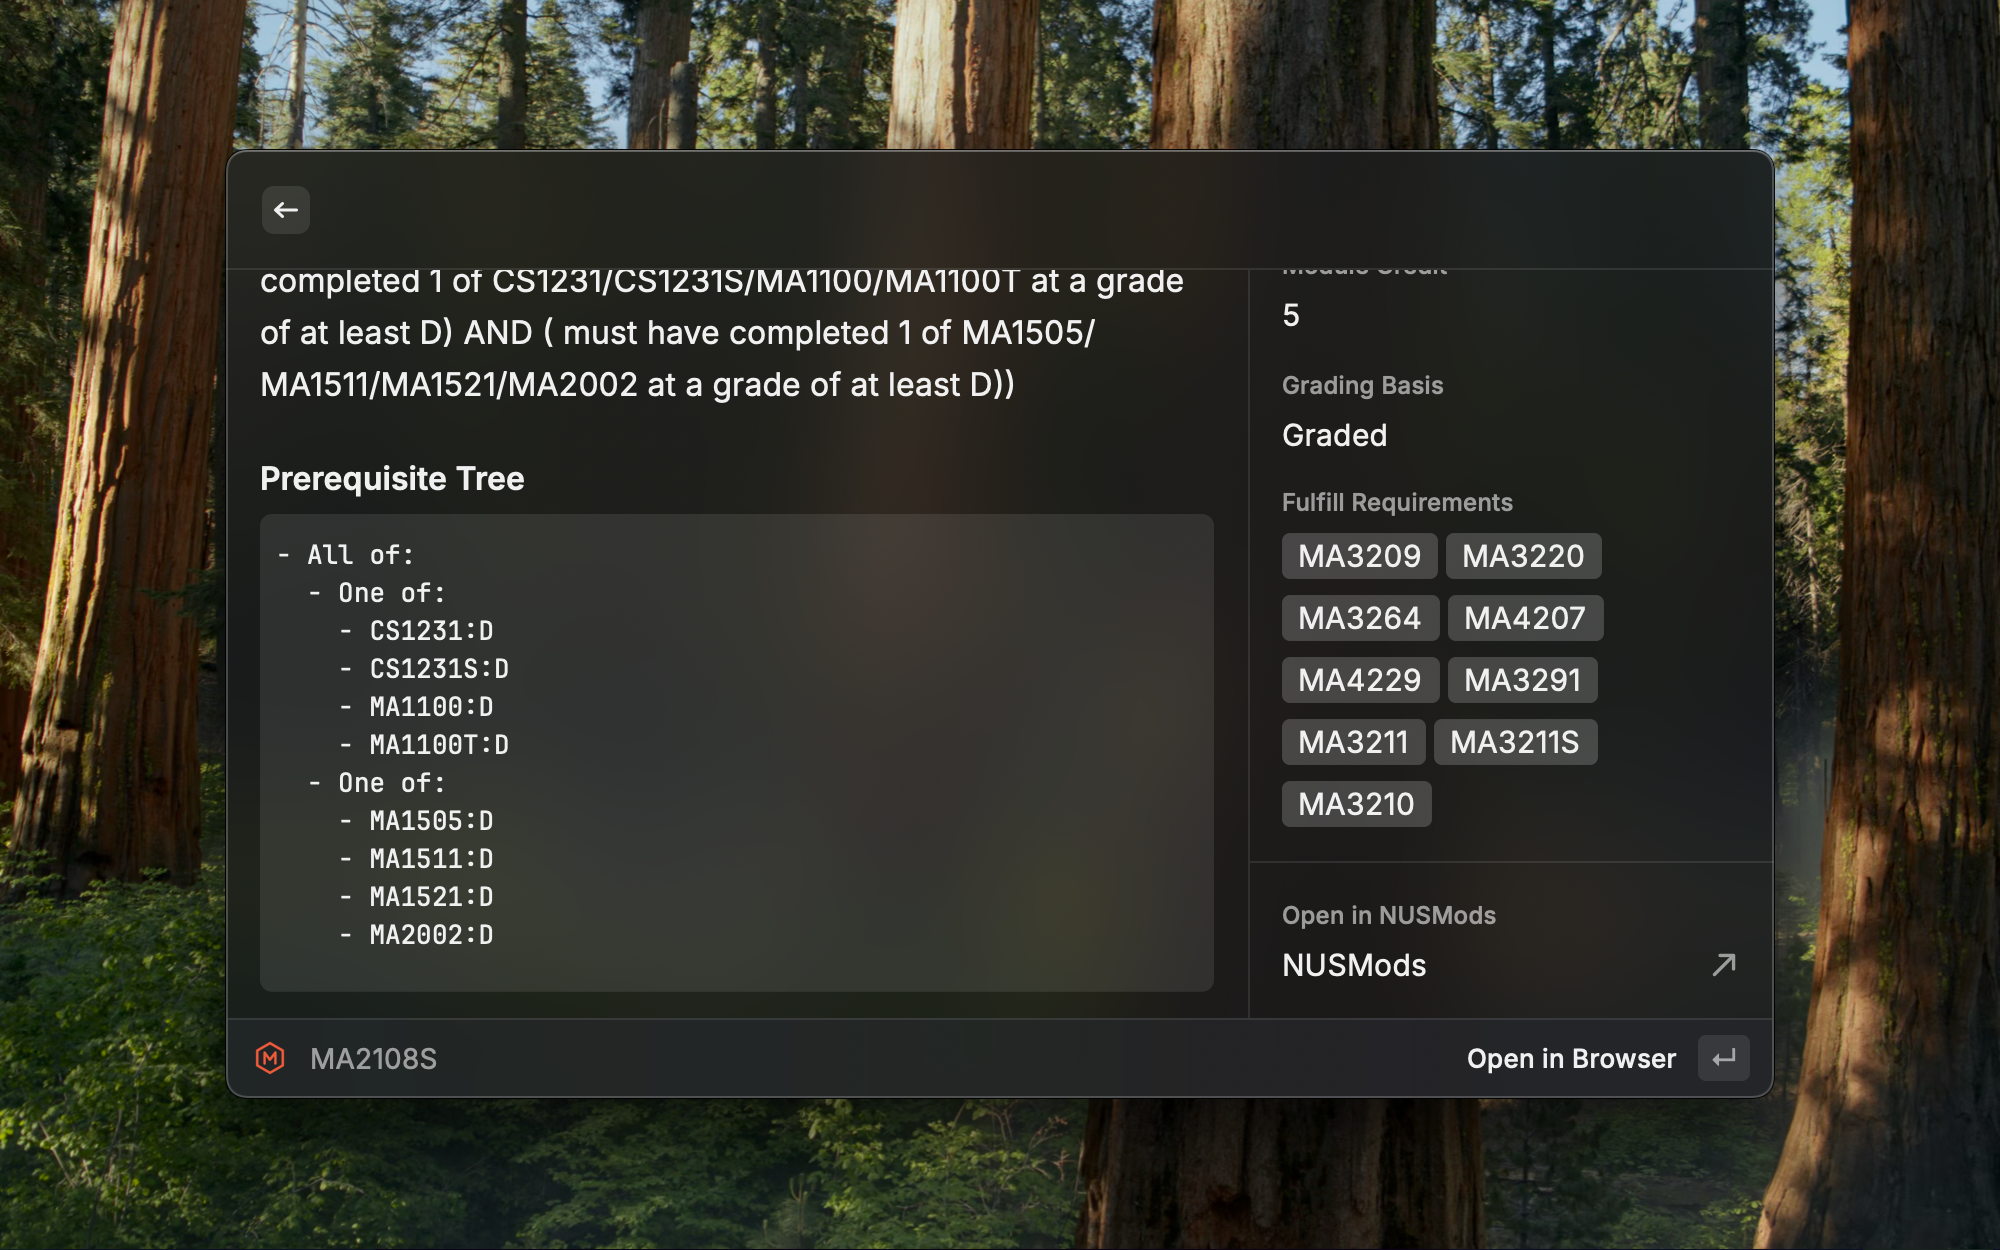 completed 1 of CS1231/CS1231S/MA1100/MA1100T at a grade
of at least D) AND ( must have completed 1 of MA1505/
MA1511/MA1521/MA2002 at a grade of at least D))
Prerequisite Tree
- All of:
- One of:
- CS1231:D
- CS1231S:D
- MA1100:D
- MA1100T:D
- One of:
- MA1505:D
- MA1511:D
- MA1521:D
- MA2002:D
Module Credit
5
Grading Basis
Graded
Fulfill Requirements
MA3209 MA3220
MA3264 MA4207
MA4229 MA3291
MA3211 MA3211S
MA3210
Open in NUSMods
NUSMods
MA2108S
Open in Browser